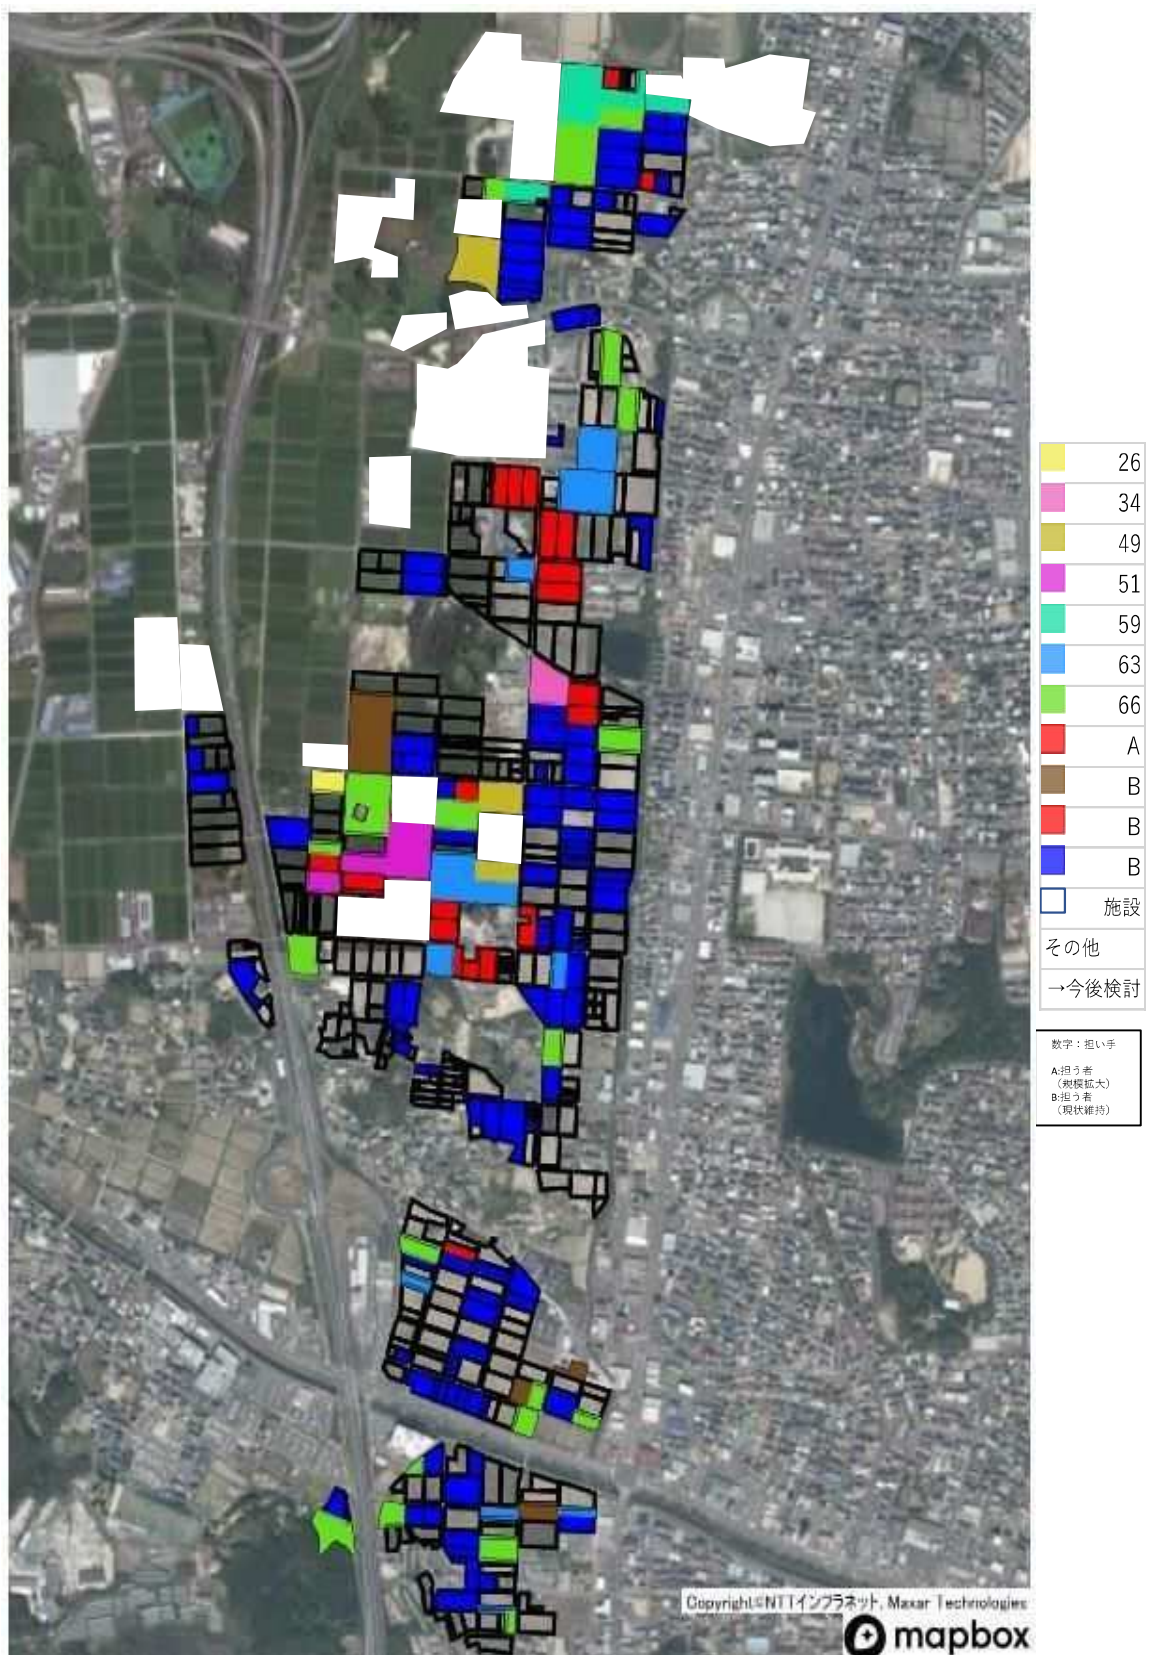 26
34
49
51
59
63
66
A
B
B
B
施設
その他
→今後検討
数字：担い手
A:担う者
（規模拡大）
B:担う者
（現状維持）
Copyright©NTTインフラネット, Maxar Technologies
mapbox